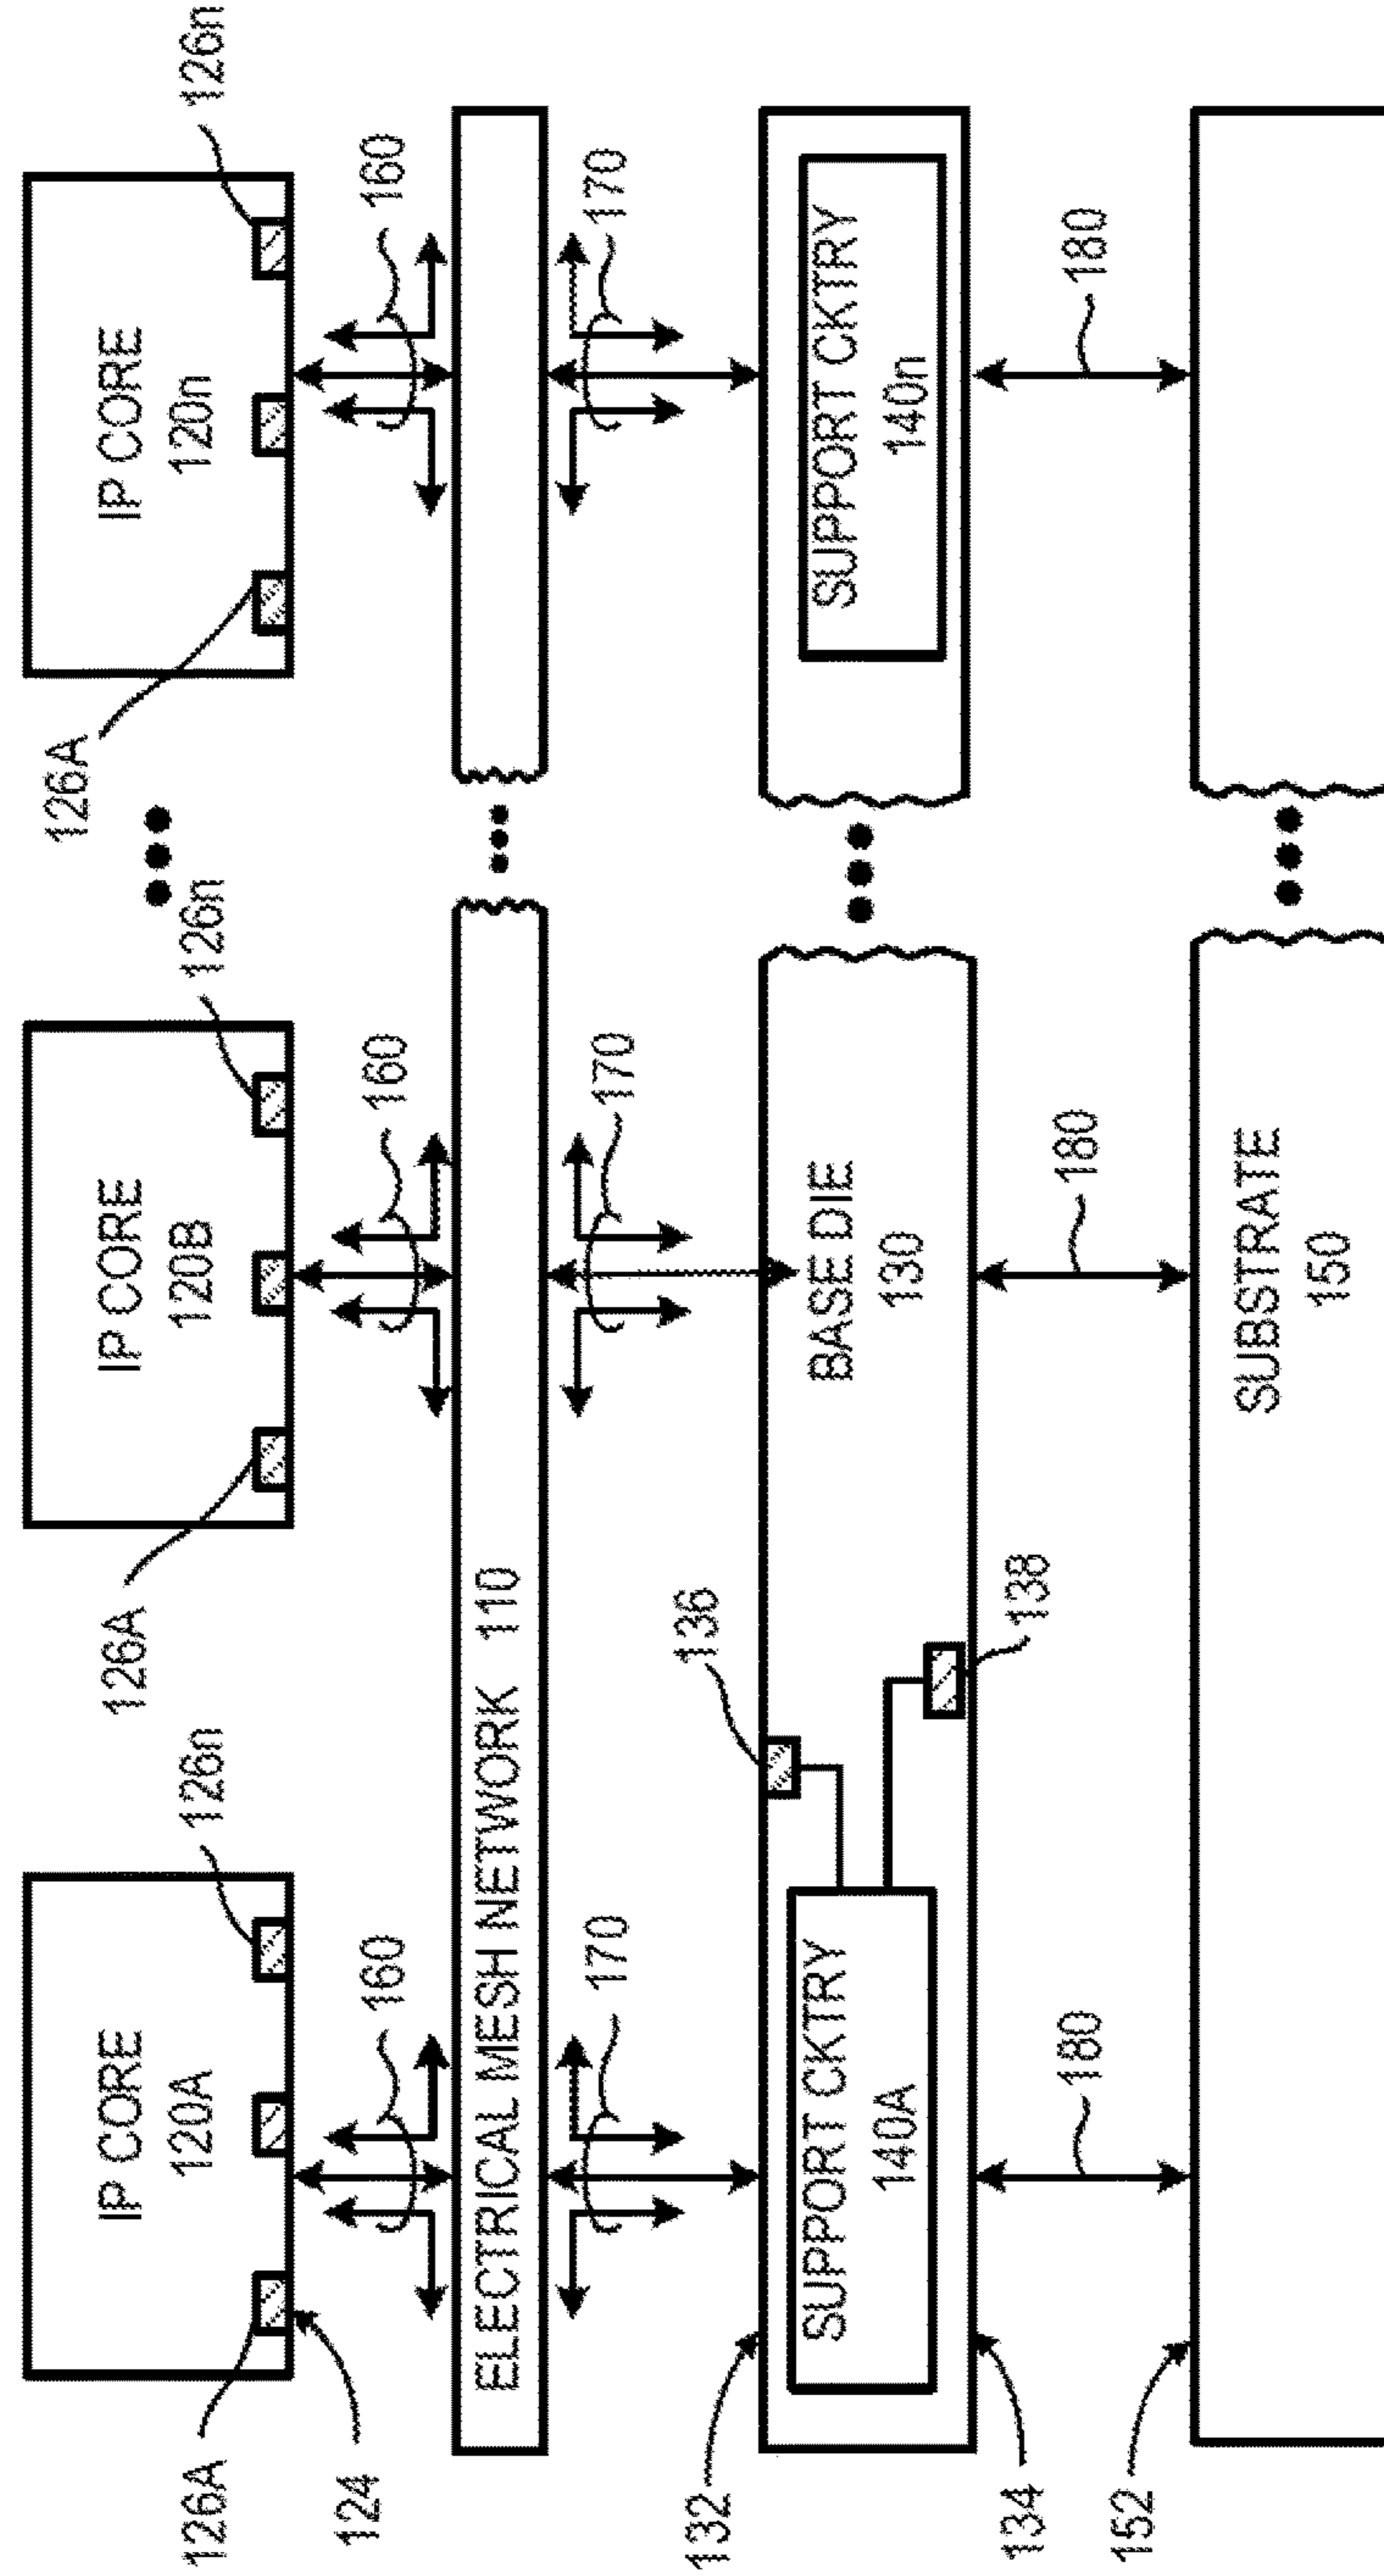 126A
IP CORE
120A
126A
126n
124
IP CORE
120B
126A
126n
IP CORE
120n
126n
160
160
160
ELECTRICAL MESH NETWORK 110
170
170
170
132
136
SUPPORT CKTRY
140A
BASE DIE
130
SUPPORT CKTRY
140n
134
138
180
180
180
152
SUBSTRATE
150